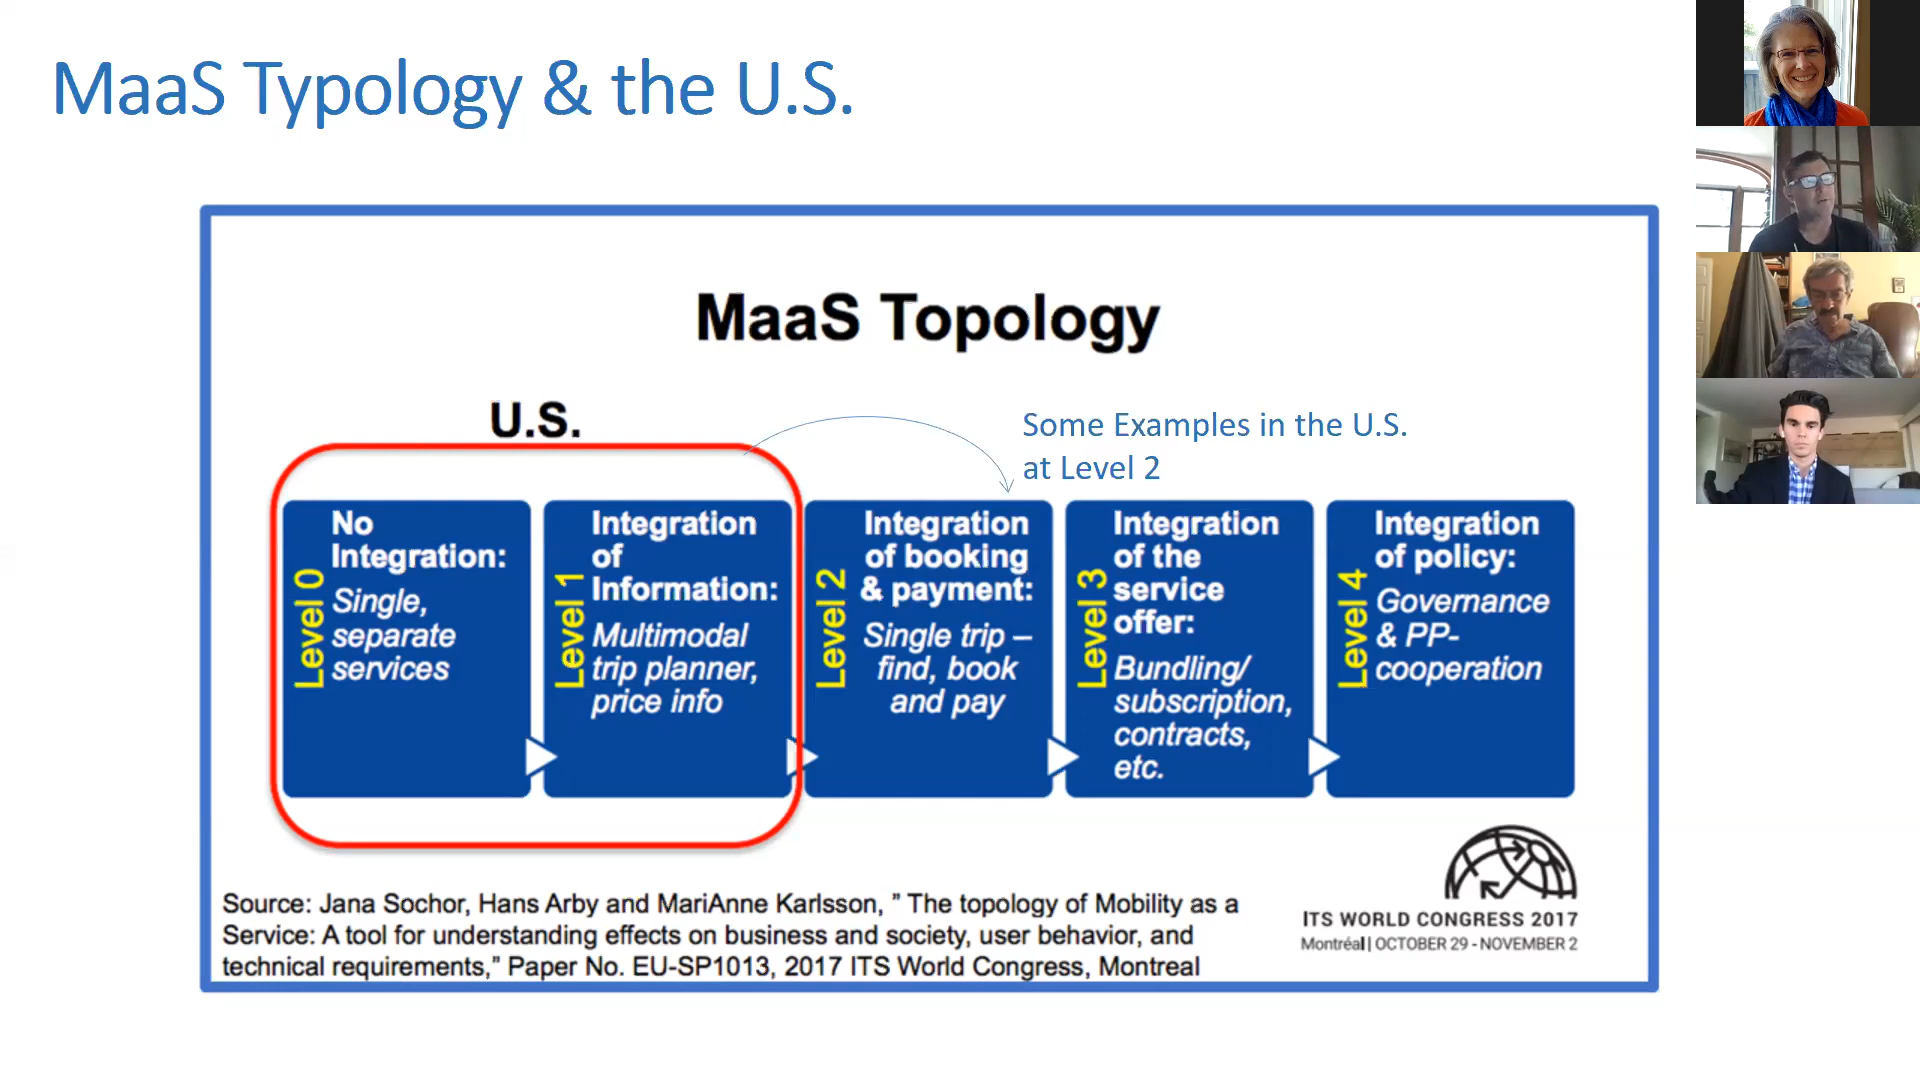 MaaS Typology & the U.S.
MaaS Topology
U.S.
Some Examples in the U.S.
at Level 2
Level 0
No
Integration:
Single,
separate
services
Level 1
Integration
of
Information:
Multimodal
trip planner,
price info
Level 2
Integration
of booking
& payment:
Single trip –
find, book
and pay
Level 3
Integration
of the
service
offer:
Bundling/
subscription,
contracts,
etc.
Level 4
Integration
of policy:
Governance
& PP-
cooperation
Source: Jana Sochor, Hans Arby and MariAnne Karlsson, ” The topology of Mobility as a
Service: A tool for understanding effects on business and society, user behavior, and
technical requirements,” Paper No. EU-SP1013, 2017 ITS World Congress, Montreal
ITS WORLD CONGRESS 2017
Montréal | OCTOBER 29 - NOVEMBER 2